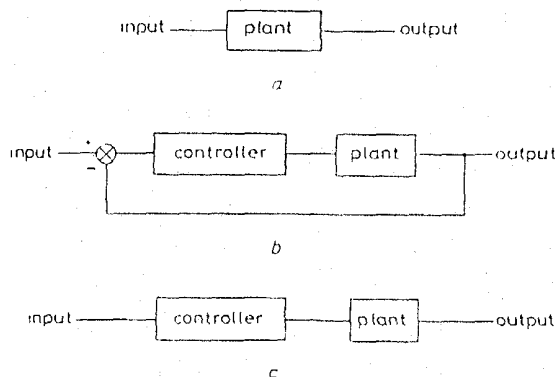 input plant output
a
input + − controller plant output
b
input controller plant output
c